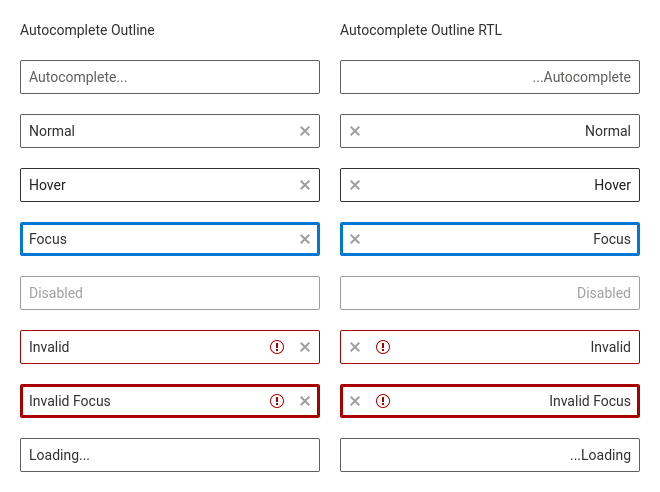 Autocomplete Outline
Autocomplete Outline RTL
Autocomplete...
...Autocomplete
Normal
Normal
Hover
Hover
Focus
Focus
Disabled
Disabled
Invalid
Invalid
Invalid Focus
Invalid Focus
Loading...
...Loading